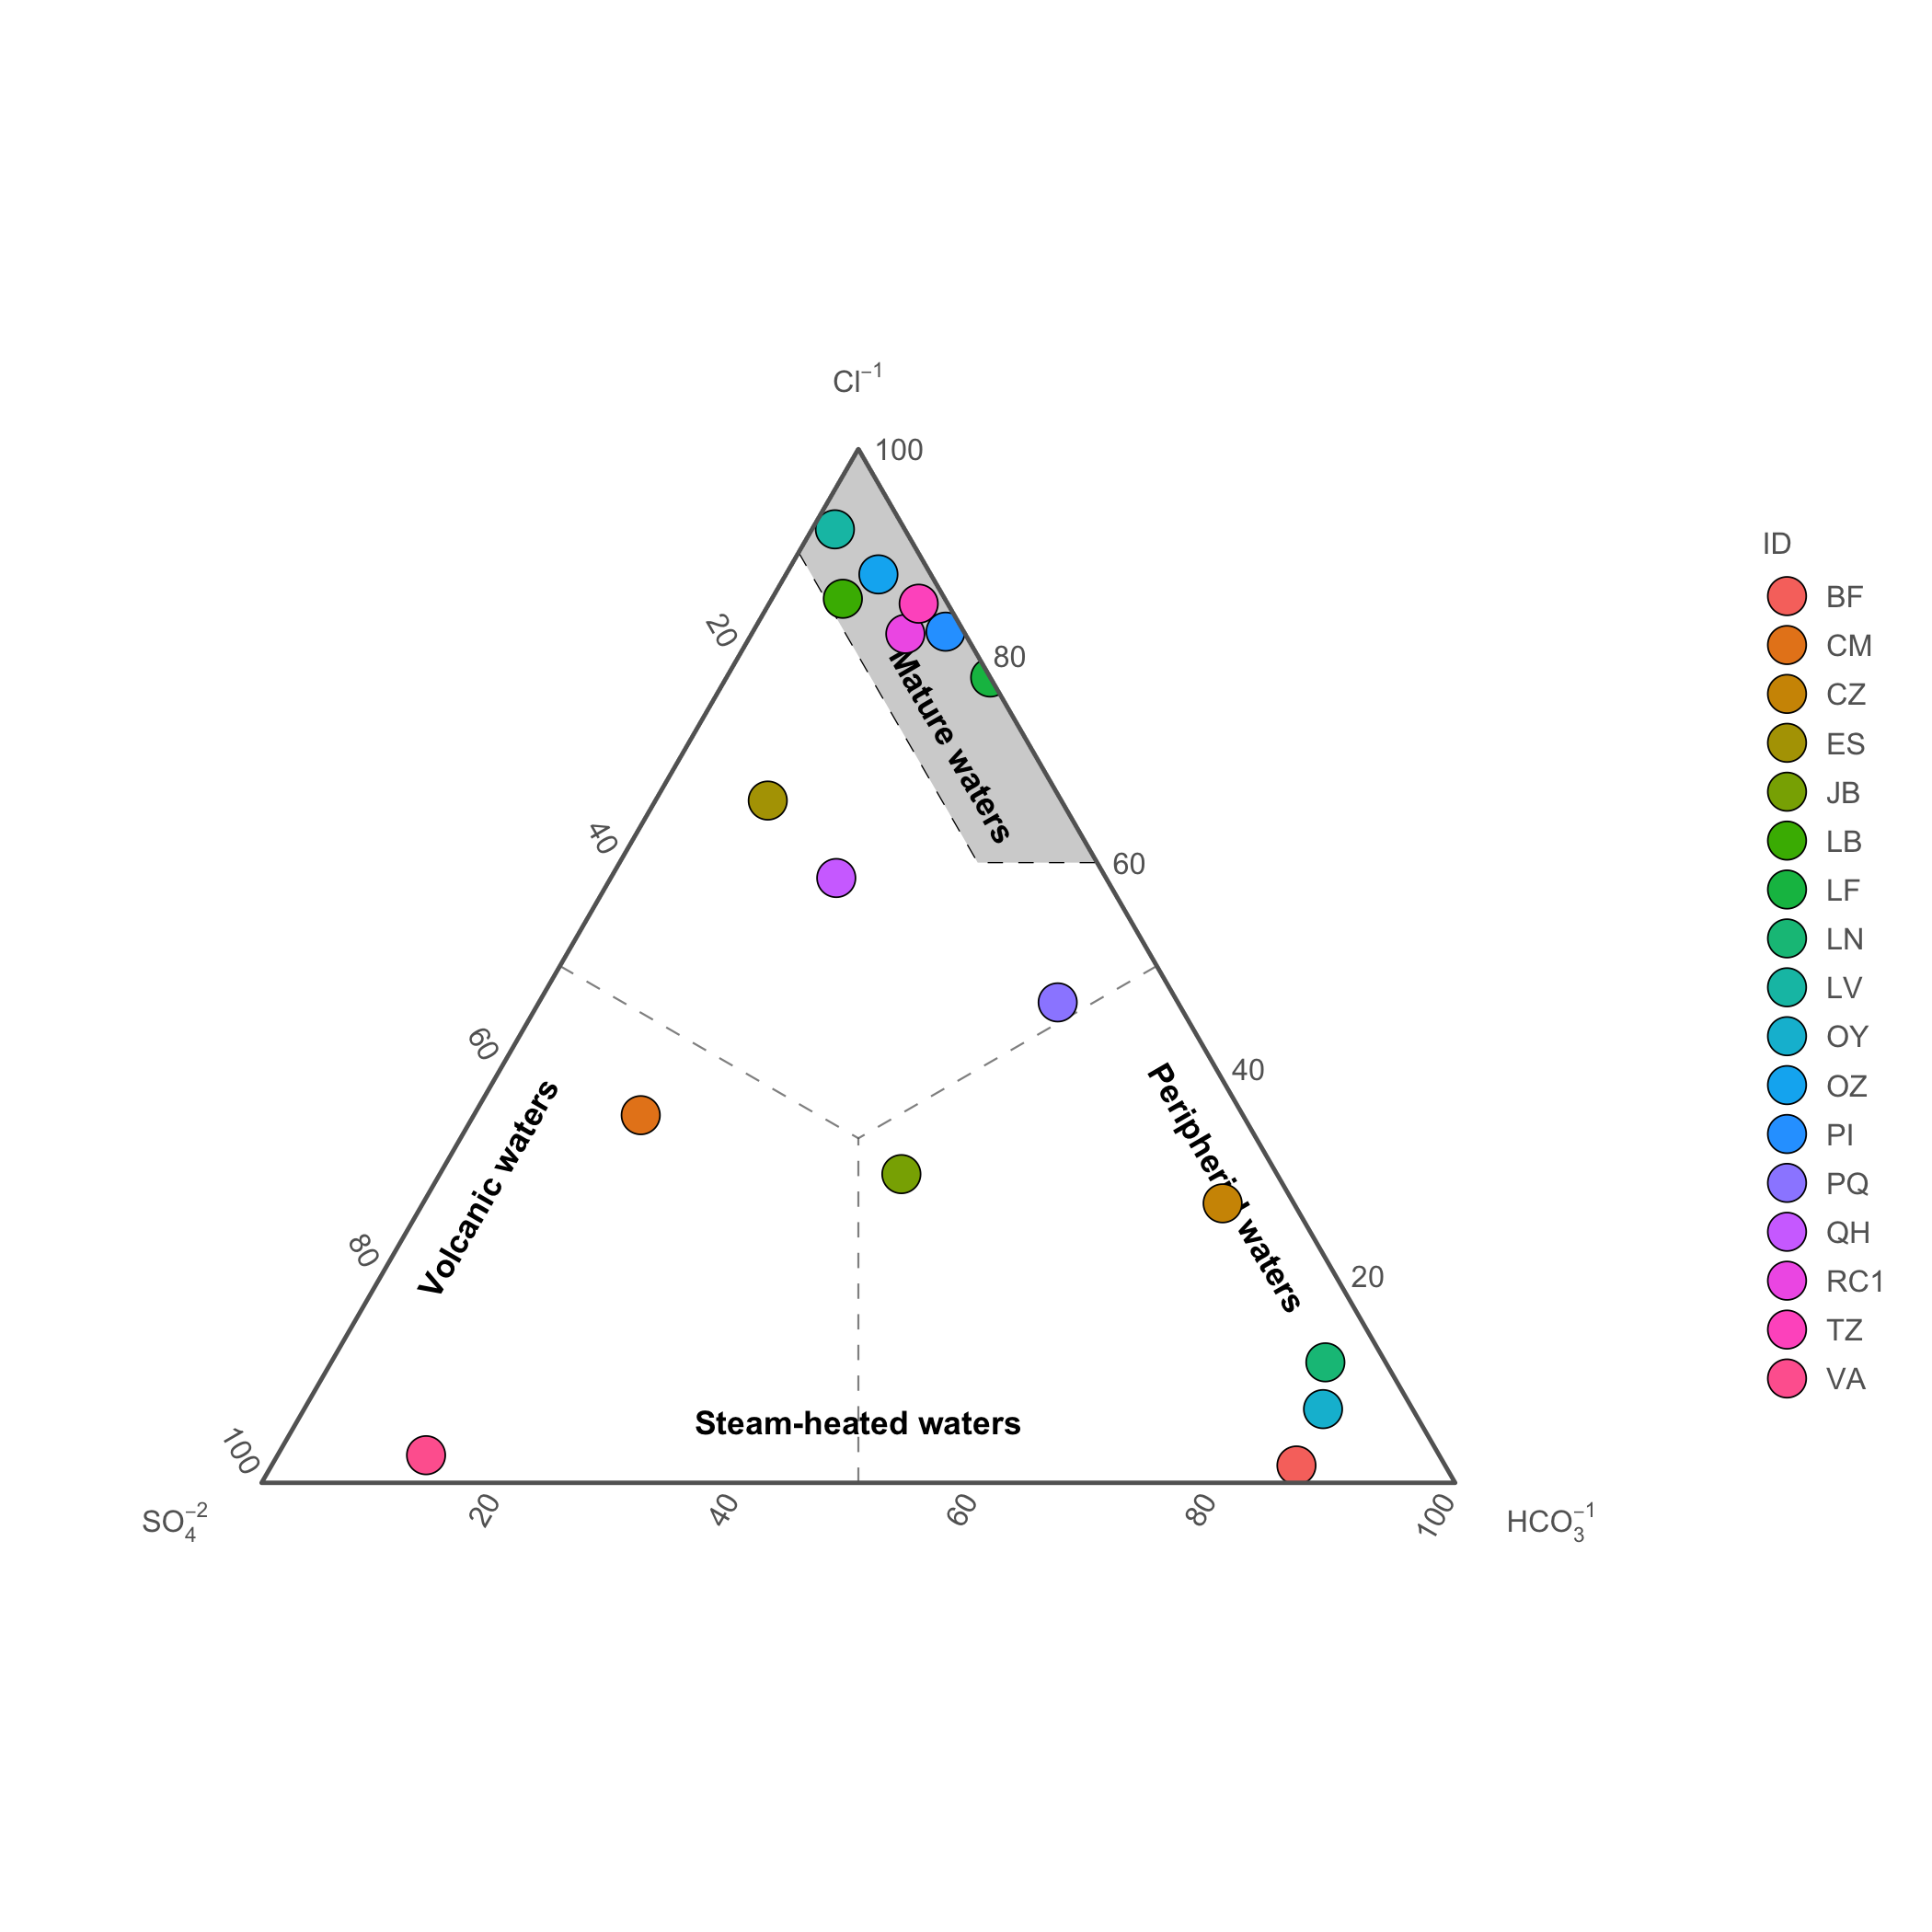 Cl⁻¹
100
80
60
40
20
20
40
60
80
100
Mature waters
Volcanic waters
Peripheral waters
Steam-heated waters
SO₄⁻²
20
40
60
80
100
HCO₃⁻¹
ID
BF
CM
CZ
ES
JB
LB
LF
LN
LV
OY
OZ
PI
PQ
QH
RC1
TZ
VA